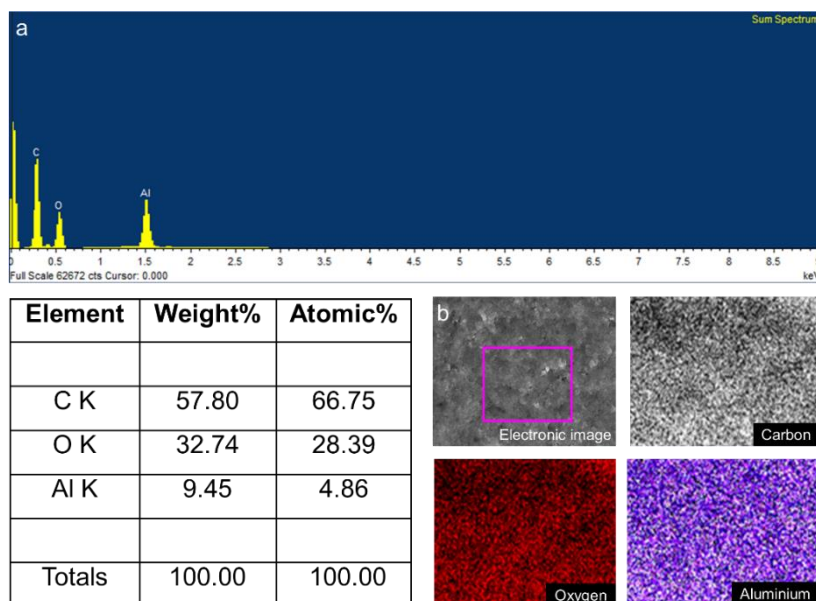 a
Sum Spectrum
C
O
Al
0 0.5 1 1.5 2 2.5 3 3.5 4 4.5 5 5.5 6 6.5 7 7.5 8 8.5 9
Full Scale 62672 cts Cursor: 0.000
keV
Element Weight% Atomic%
C K 57.80 66.75
O K 32.74 28.39
Al K 9.45 4.86
Totals 100.00 100.00
b
Electronic image
Carbon
Oxygen
Aluminium